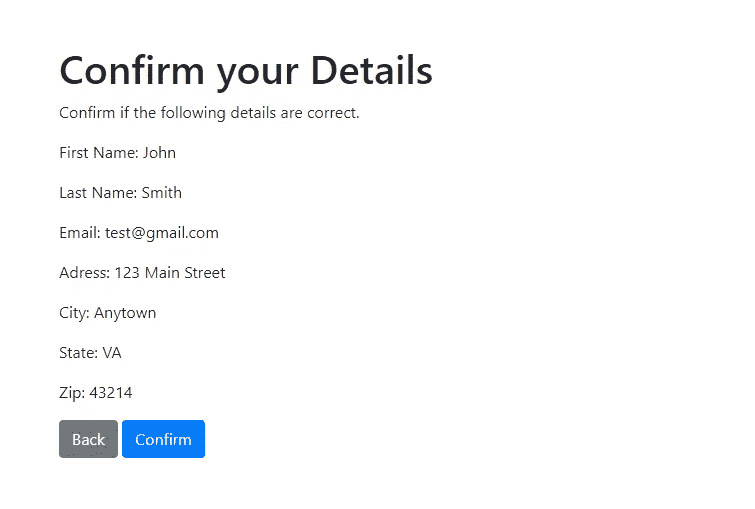 Confirm your Details
Confirm if the following details are correct.
First Name: John
Last Name: Smith
Email: test@gmail.com
Adress: 123 Main Street
City: Anytown
State: VA
Zip: 43214
Back Confirm